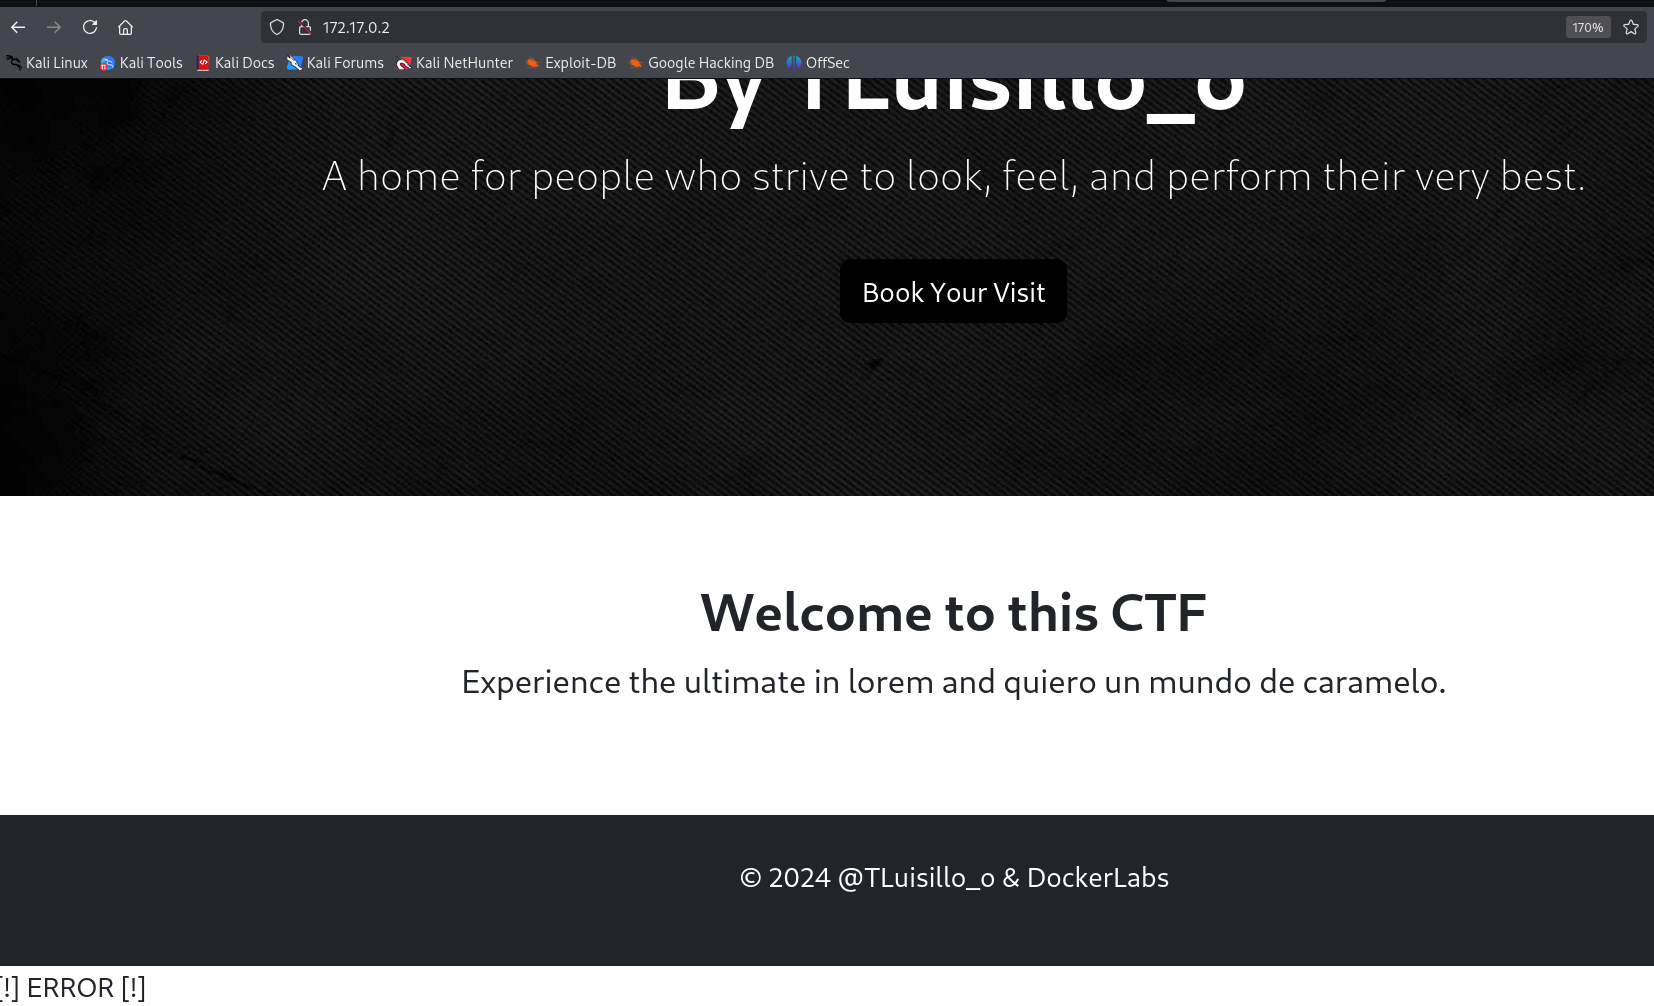 172.17.0.2
170%
Kali Linux Kali Tools Kali Docs Kali Forums Kali NetHunter Exploit-DB Google Hacking DB OffSec
By TLuisillo_o
A home for people who strive to look, feel, and perform their very best.
Book Your Visit
Welcome to this CTF
Experience the ultimate in lorem and quiero un mundo de caramelo.
© 2024 @TLuisillo_o & DockerLabs
[!] ERROR [!]